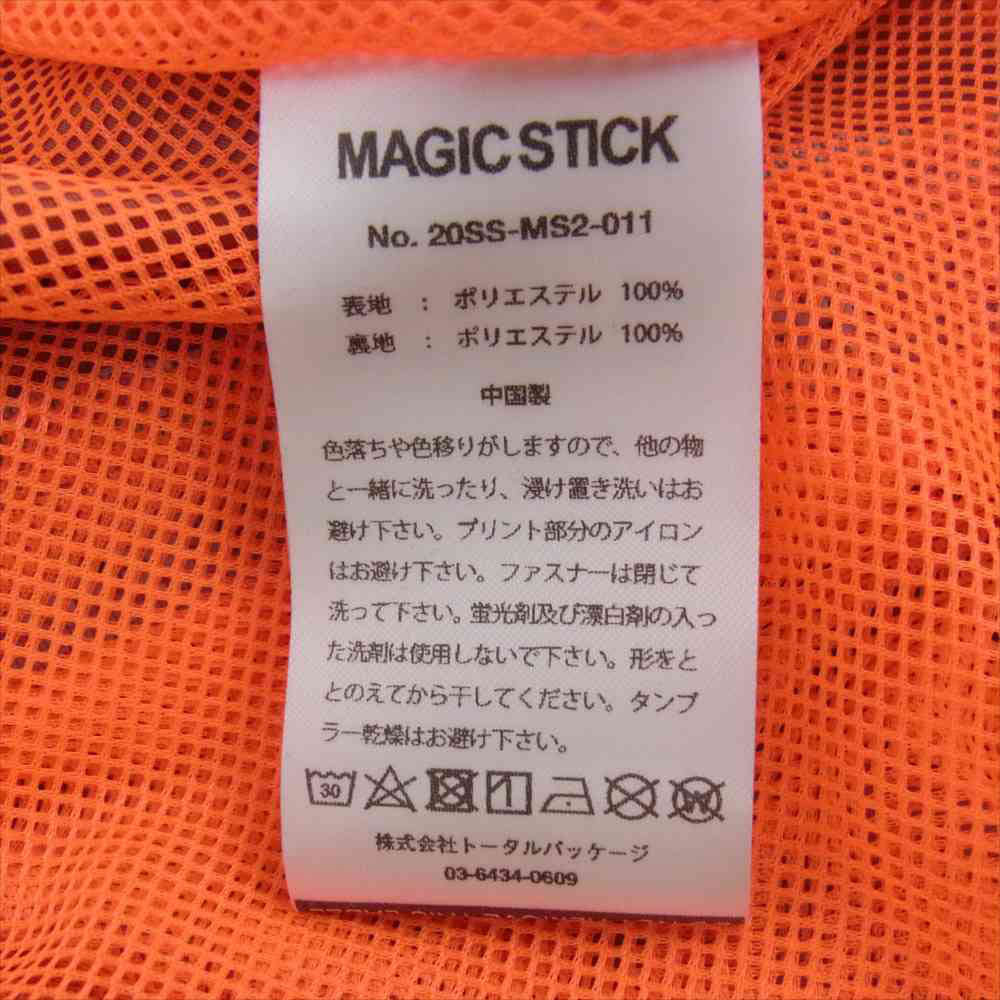 MAGIC STICK
No. 20SS-MS2-011
表地 : ポリエステル 100%
裏地 : ポリエステル 100%
中国製
色落ちや色移りがしますので、他の物
と一緒に洗ったり、浸け置き洗いはお
避け下さい。プリント部分のアイロン
はお避け下さい。ファスナーは閉じて
洗って下さい。蛍光剤及び漂白剤の入っ
た洗剤は使用しないで下さい。形をと
とのえてから干してください。タンブ
ラー乾燥はお避け下さい。
30 W
株式会社トータルパッケージ
03-6434-0609